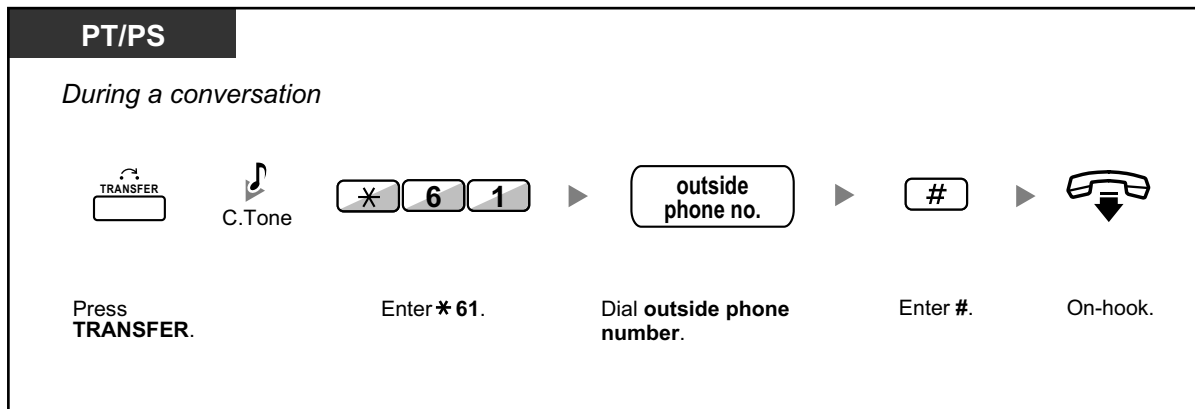 PT/PS
During a conversation
TRANSFER
C.Tone
* 6 1
outside
phone no.
#
Press
TRANSFER.
Enter * 61.
Dial outside phone
number.
Enter #.
On-hook.